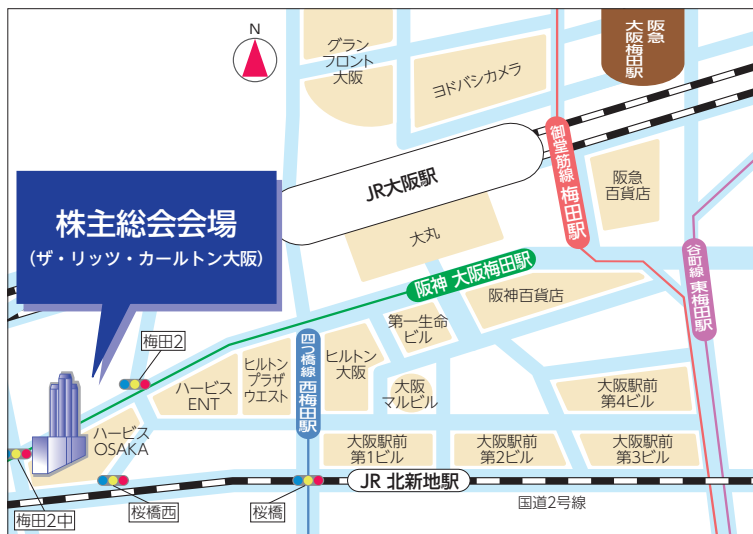 N
グラン
フロント
大阪
ヨドバシカメラ
阪急
大阪梅田駅
JR大阪駅
御堂筋線 梅田駅
阪急
百貨店
株主総会会場
(ザ・リッツ・カールトン大阪)
大丸
谷町線 東梅田駅
阪神 大阪梅田駅
阪神百貨店
第一生命
ビル
梅田2
ハービス
ENT
ヒルトン
プラザ
ウエスト
四つ橋線 西梅田駅
ヒルトン
大阪
大阪
マルビル
大阪駅前
第4ビル
ハービス
OSAKA
大阪駅前
第1ビル
大阪駅前
第2ビル
大阪駅前
第3ビル
JR 北新地駅
国道2号線
梅田2中
桜橋西
桜橋